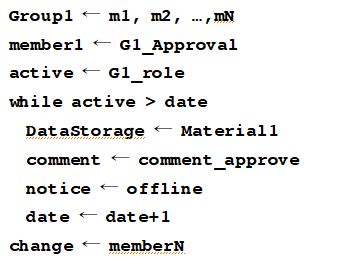 Group1 ← m1, m2, …,mN
member1 ← G1_Approval
active ← G1_role
while active > date
DataStorage ← Material1
comment ← comment_approve
notice ← offline
date ← date+1
change ← memberN